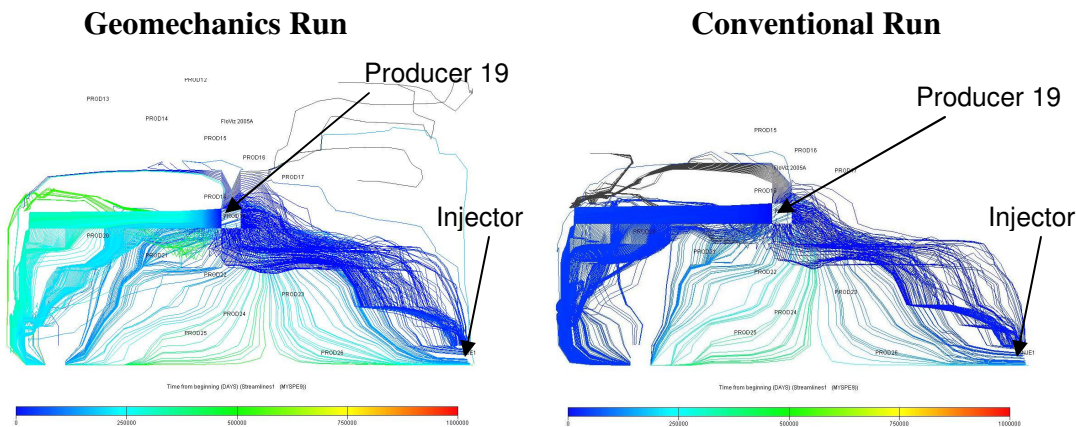 Geomechanics Run
Conventional Run
Producer 19
Producer 19
Injector
Injector
PROD12
PROD13
PROD14
FloViz 2005A
PROD15
PROD16
PROD17
PROD20
PROD21
PROD22
PROD23
PROD24
PROD25
PROD26
Time from beginning (DAYS) (Streamlines1 (MYSPE9))
0 250000 500000 750000 1000000
PROD15
PROD16
FloViz 2005A
PROD22
PROD24
PROD25
PROD26
Time from beginning (DAYS) (Streamlines1 (MYSPE9))
0 250000 500000 750000 1000000